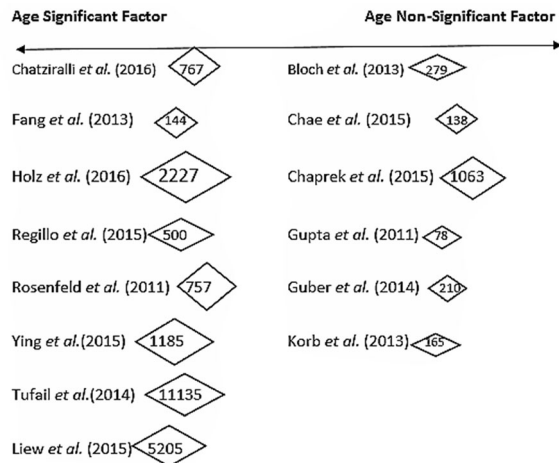 Age Significant Factor Age Non-Significant Factor
Chatziralli et al. (2016) 767 Bloch et al. (2013) 279
Fang et al. (2013) 144 Chae et al. (2015) 138
Holz et al. (2016) 2227 Chaprek et al. (2015) 1063
Regillo et al. (2015) 500 Gupta et al. (2011) 78
Rosenfeld et al. (2011) 757 Guber et al. (2014) 210
Ying et al.(2015) 1185 Korb et al. (2013) 165
Tufail et al.(2014) 11135
Liew et al. (2015) 5205